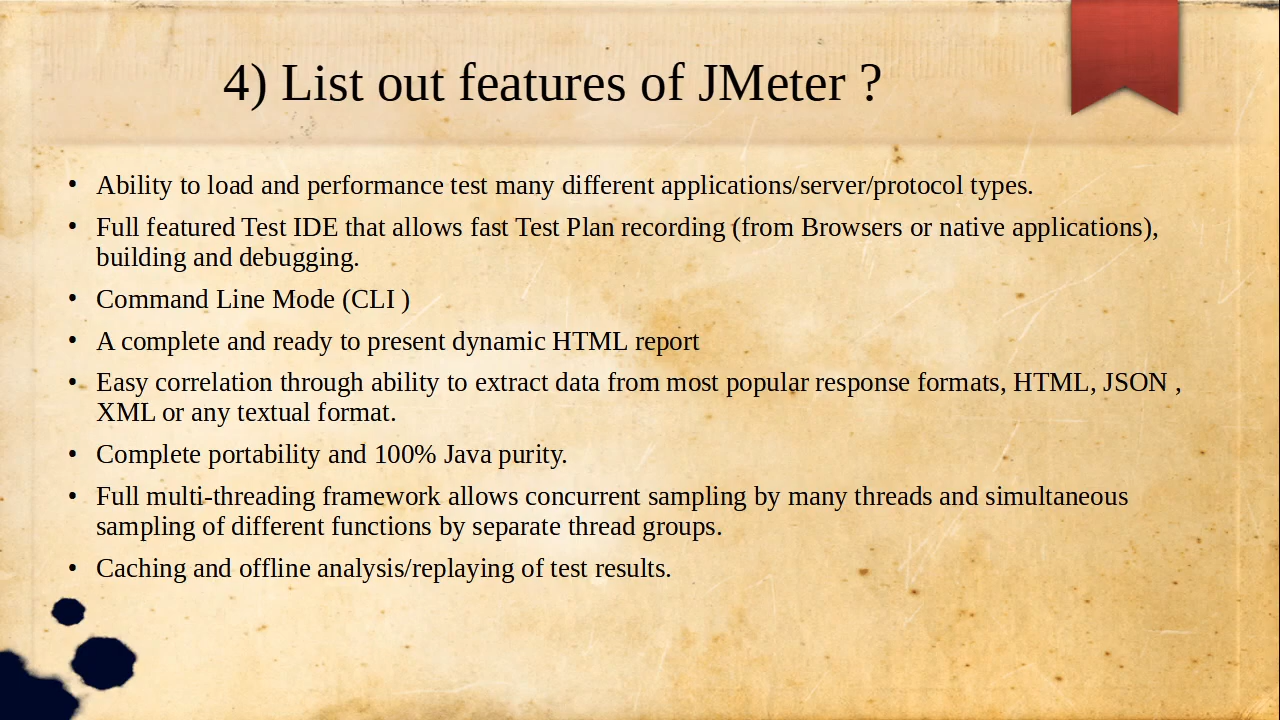 4) List out features of JMeter ?
• Ability to load and performance test many different applications/server/protocol types.
• Full featured Test IDE that allows fast Test Plan recording (from Browsers or native applications),
building and debugging.
• Command Line Mode (CLI )
• A complete and ready to present dynamic HTML report
• Easy correlation through ability to extract data from most popular response formats, HTML, JSON ,
XML or any textual format.
• Complete portability and 100% Java purity.
• Full multi-threading framework allows concurrent sampling by many threads and simultaneous
sampling of different functions by separate thread groups.
• Caching and offline analysis/replaying of test results.